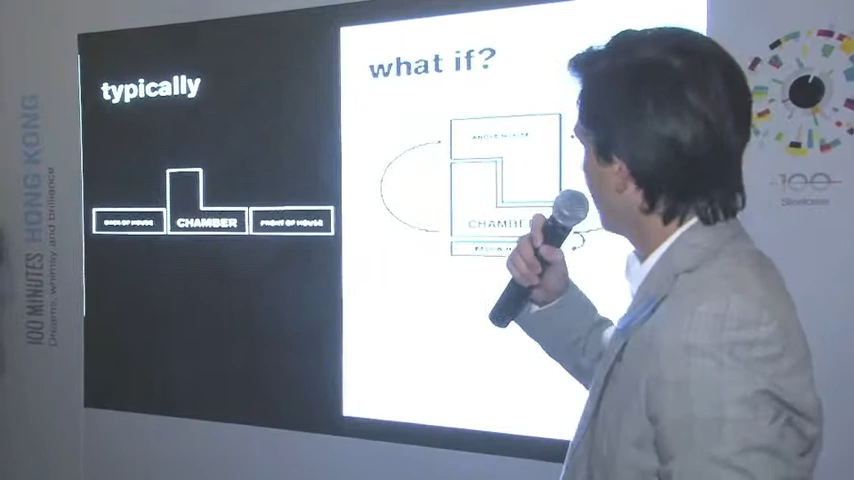 100 MINUTES HONG KONG
Dreams, whimsy and brilliance
typically
BACK OF HOUSE
CHAMBER
FRONT OF HOUSE
what if?
CHAMBE
100
Steelcase